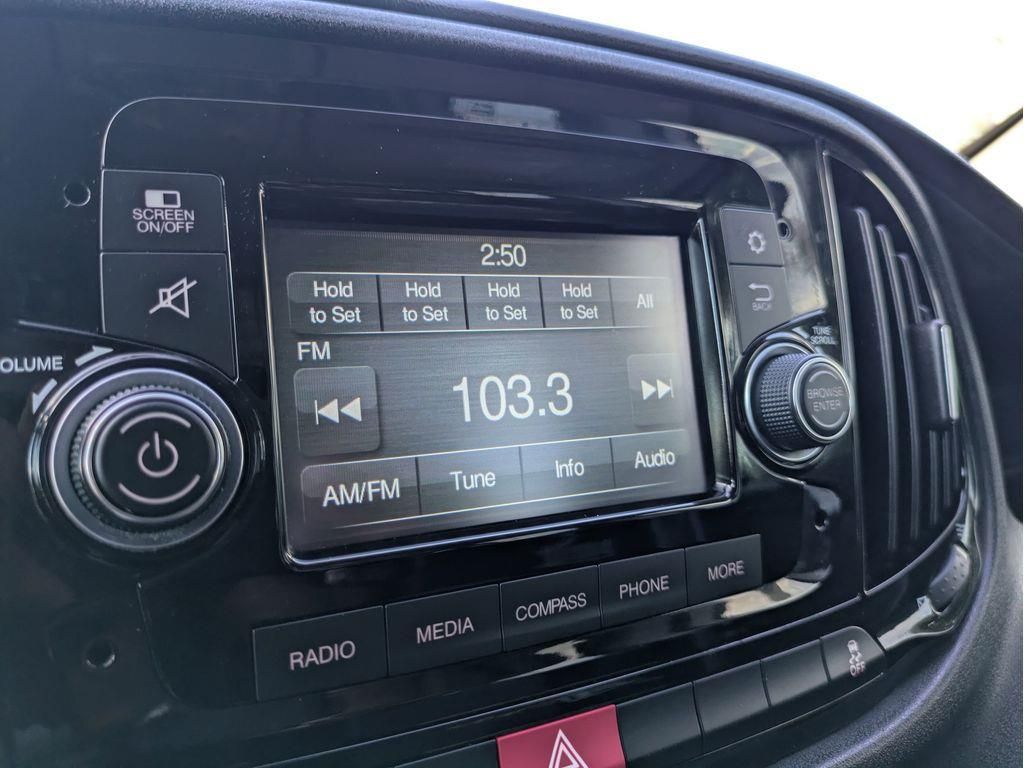 SCREEN
ON/OFF
OLUME
2:50
Hold
to Set
Hold
to Set
Hold
to Set
Hold
to Set
All
FM
103.3
AM/FM
Tune
Info
Audio
BACK
TUNE
SCROLL
BROWSE
ENTER
RADIO
MEDIA
COMPASS
PHONE
MORE
OFF